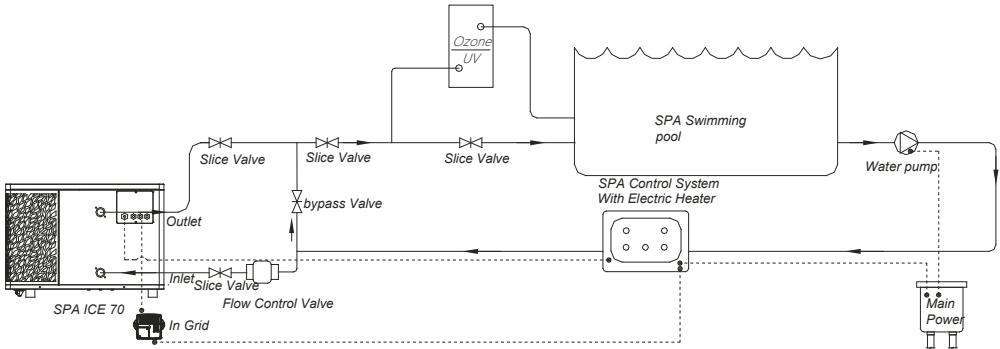 Ozone
UV
SPA Swimming
pool
Slice Valve
Slice Valve
Slice Valve
Water pump
SPA Control System
With Electric Heater
bypass Valve
Outlet
Inlet
Slice Valve
Flow Control Valve
SPA ICE 70
In Grid
Main
Power